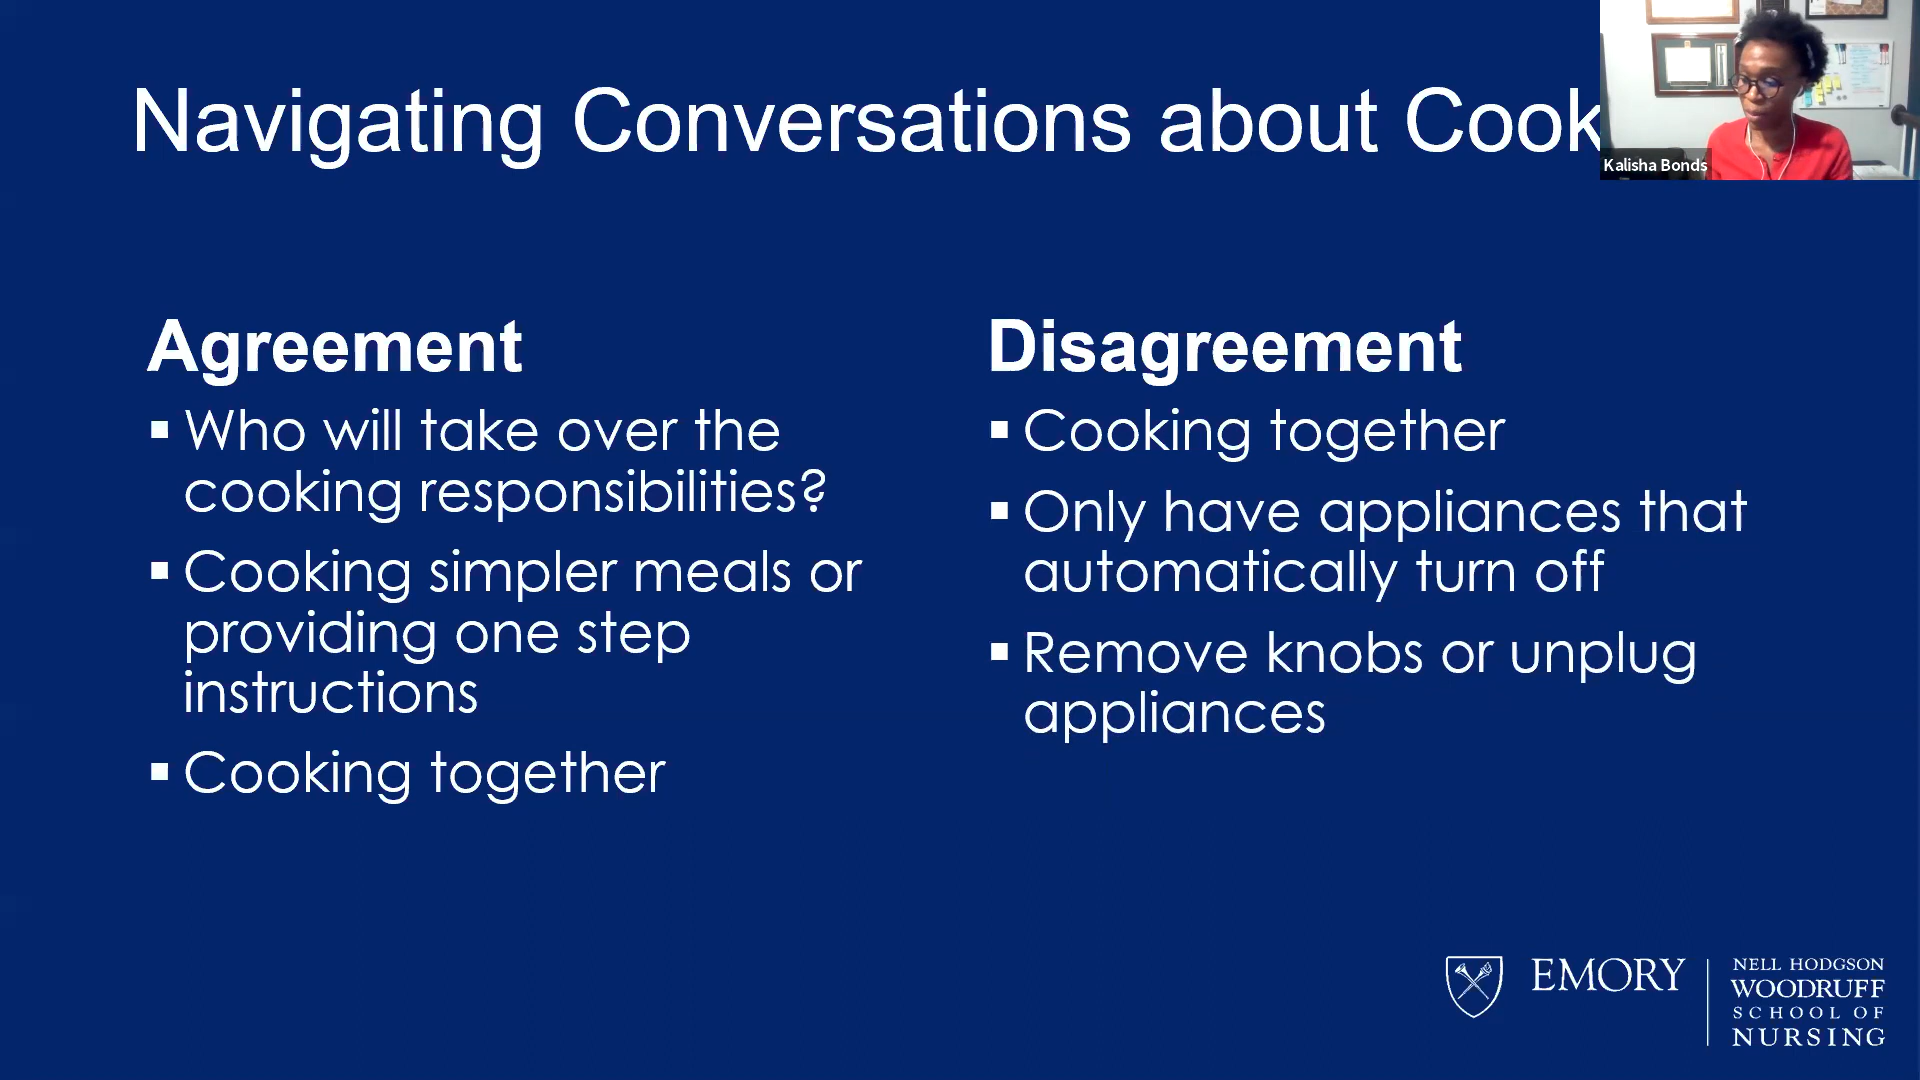 Navigating Conversations about Cook
Kalisha Bonds
Agreement
▪ Who will take over the
cooking responsibilities?
▪ Cooking simpler meals or
providing one step
instructions
▪ Cooking together
Disagreement
▪ Cooking together
▪ Only have appliances that
automatically turn off
▪ Remove knobs or unplug
appliances
EMORY
NELL HODGSON
WOODRUFF
SCHOOL OF
NURSING